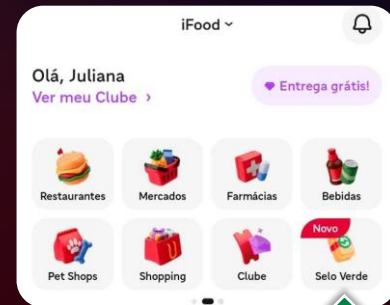 iFood
Olá, Juliana
Ver meu Clube
Entrega grátis!
Restaurantes
Mercados
Farmácias
Bebidas
Novo
Pet Shops
Shopping
Clube
Selo Verde